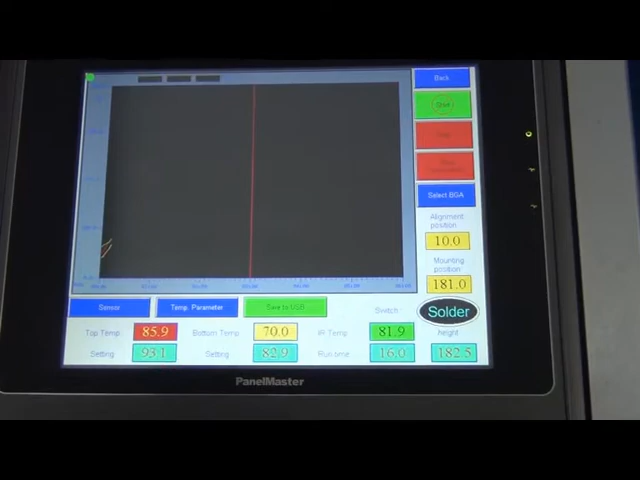 Back
Start
Select BGA
Alignment
position
10.0
Mounting
position
181.0
Sensor
Temp. Parameter
Save to USB
Switch
Solder
Top Temp
85.9
Bottom Temp
70.0
IR Temp
81.9
height
Setting
93.1
Setting
82.9
Run time
16.0
182.5
PanelMaster